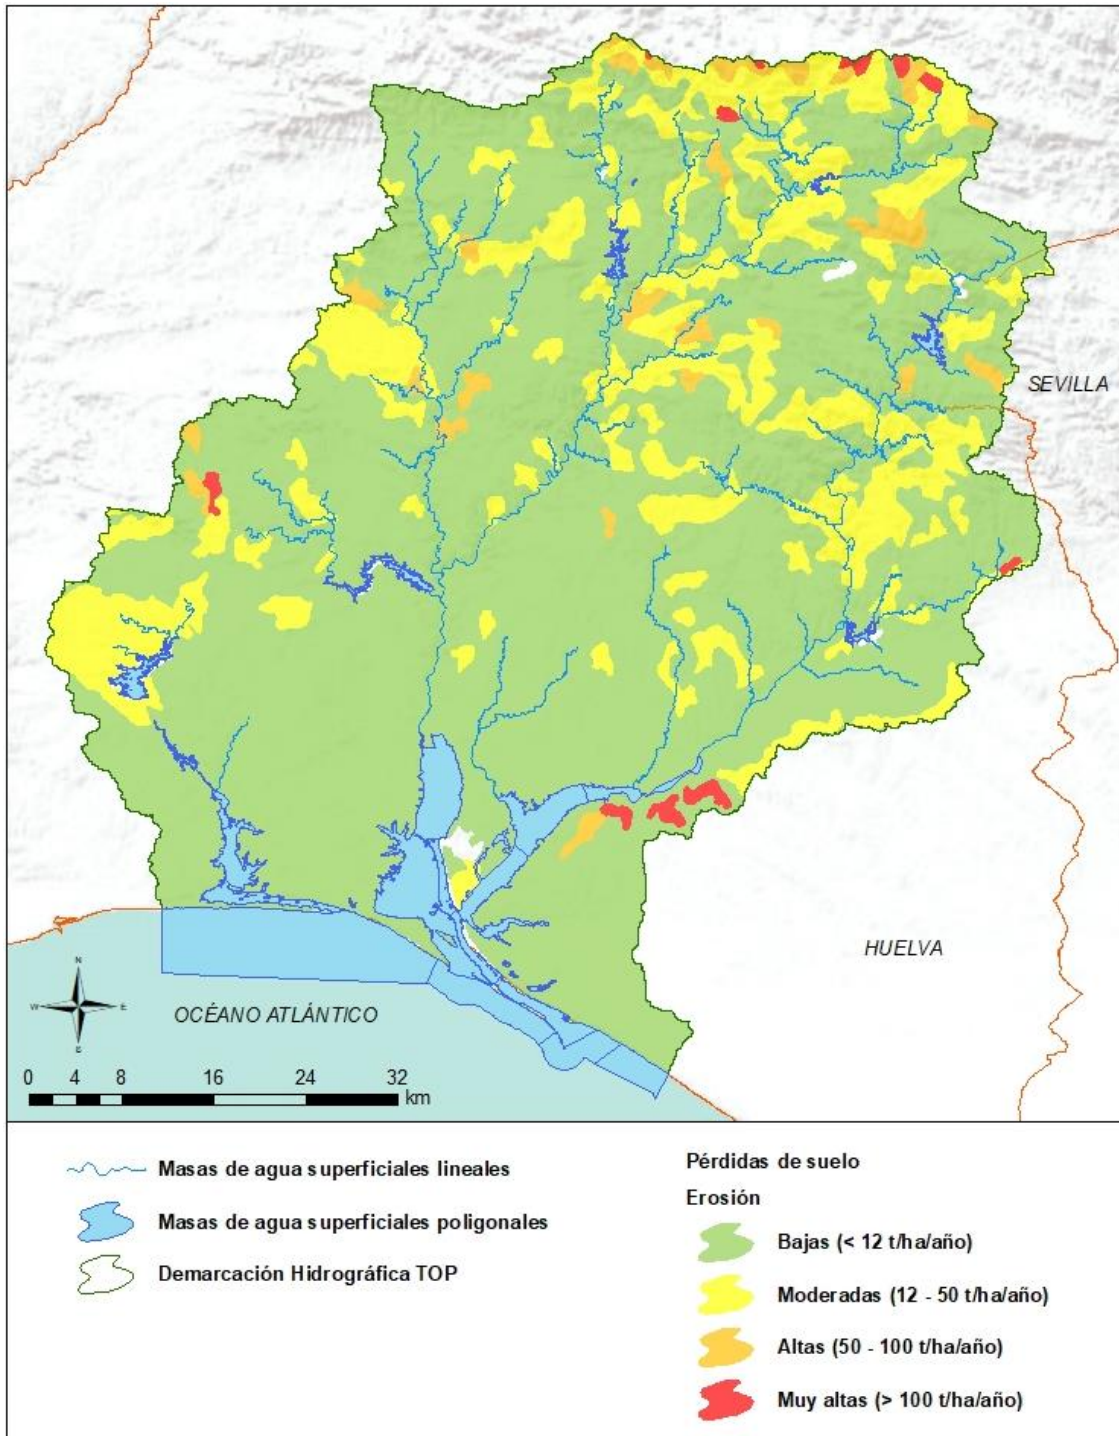 SEVILLA
HUELVA
OCÉANO ATLÁNTICO
N
W E
S
0 4 8 16 24 32
km
Masas de agua superficiales lineales
Masas de agua superficiales poligonales
Demarcación Hidrográfica TOP
Pérdidas de suelo
Erosión
Bajas (< 12 t/ha/año)
Moderadas (12 - 50 t/ha/año)
Altas (50 - 100 t/ha/año)
Muy altas (> 100 t/ha/año)